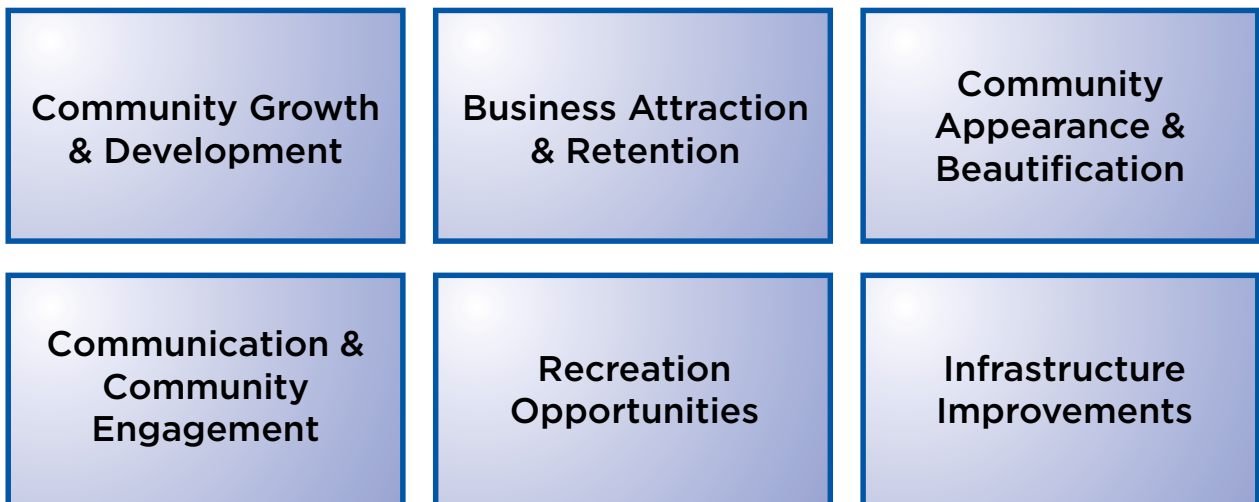 Community Growth
& Development
Business Attraction
& Retention
Community
Appearance &
Beautification
Communication &
Community
Engagement
Recreation
Opportunities
Infrastructure
Improvements